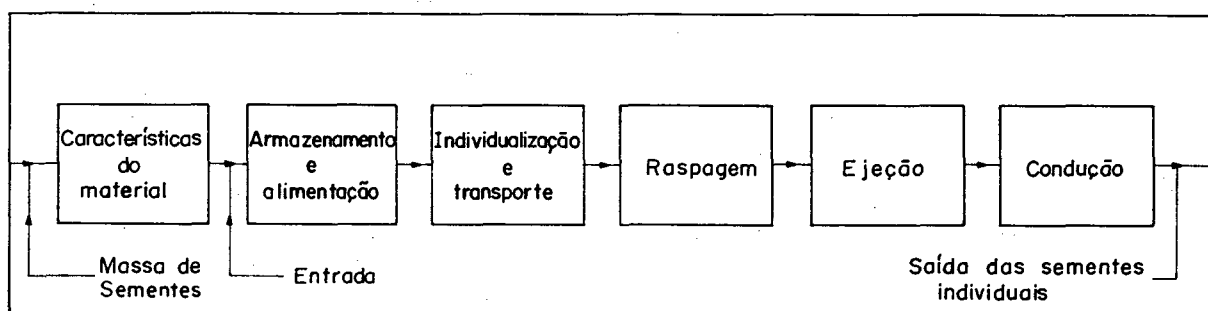 Características
do
material
Armazenamento
e
alimentação
Individualização
e
transporte
Raspagem
Ejeção
Condução
Massa de
Sementes
Entrada
Saída das sementes
individuais